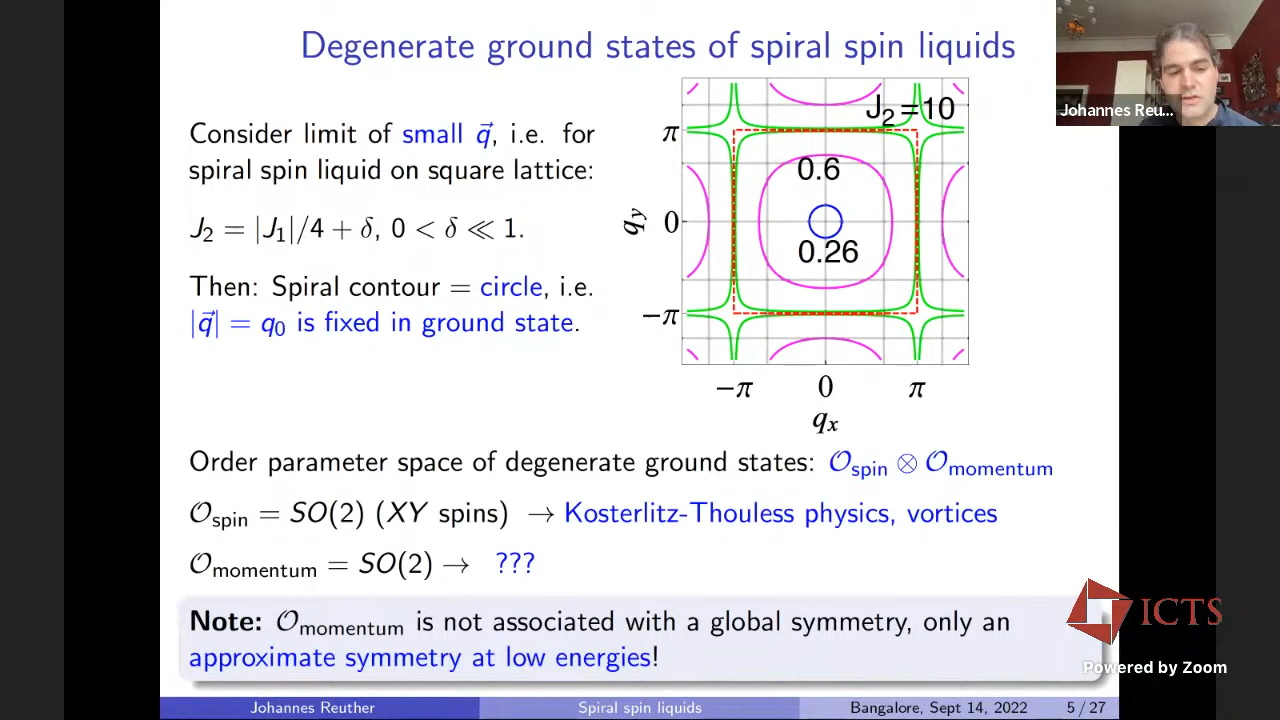 Degenerate ground states of spiral spin liquids
Johannes Reu...
Consider limit of small q⃗, i.e. for
spiral spin liquid on square lattice:
J₂ = |J₁|/4 + δ, 0 < δ ≪ 1.
Then: Spiral contour = circle, i.e.
|q⃗| = q₀ is fixed in ground state.
J₂=10
0.6
0.26
π
0
−π
q_y
−π 0 π
qₓ
Order parameter space of degenerate ground states: 𝒪_spin ⊗ 𝒪_momentum
𝒪_spin = SO(2) (XY spins) → Kosterlitz-Thouless physics, vortices
𝒪_momentum = SO(2) → ???
Note: 𝒪_momentum is not associated with a global symmetry, only an
approximate symmetry at low energies!
ICTS
Powered by Zoom
Johannes Reuther Spiral spin liquids Bangalore, Sept 14, 2022 5 / 27